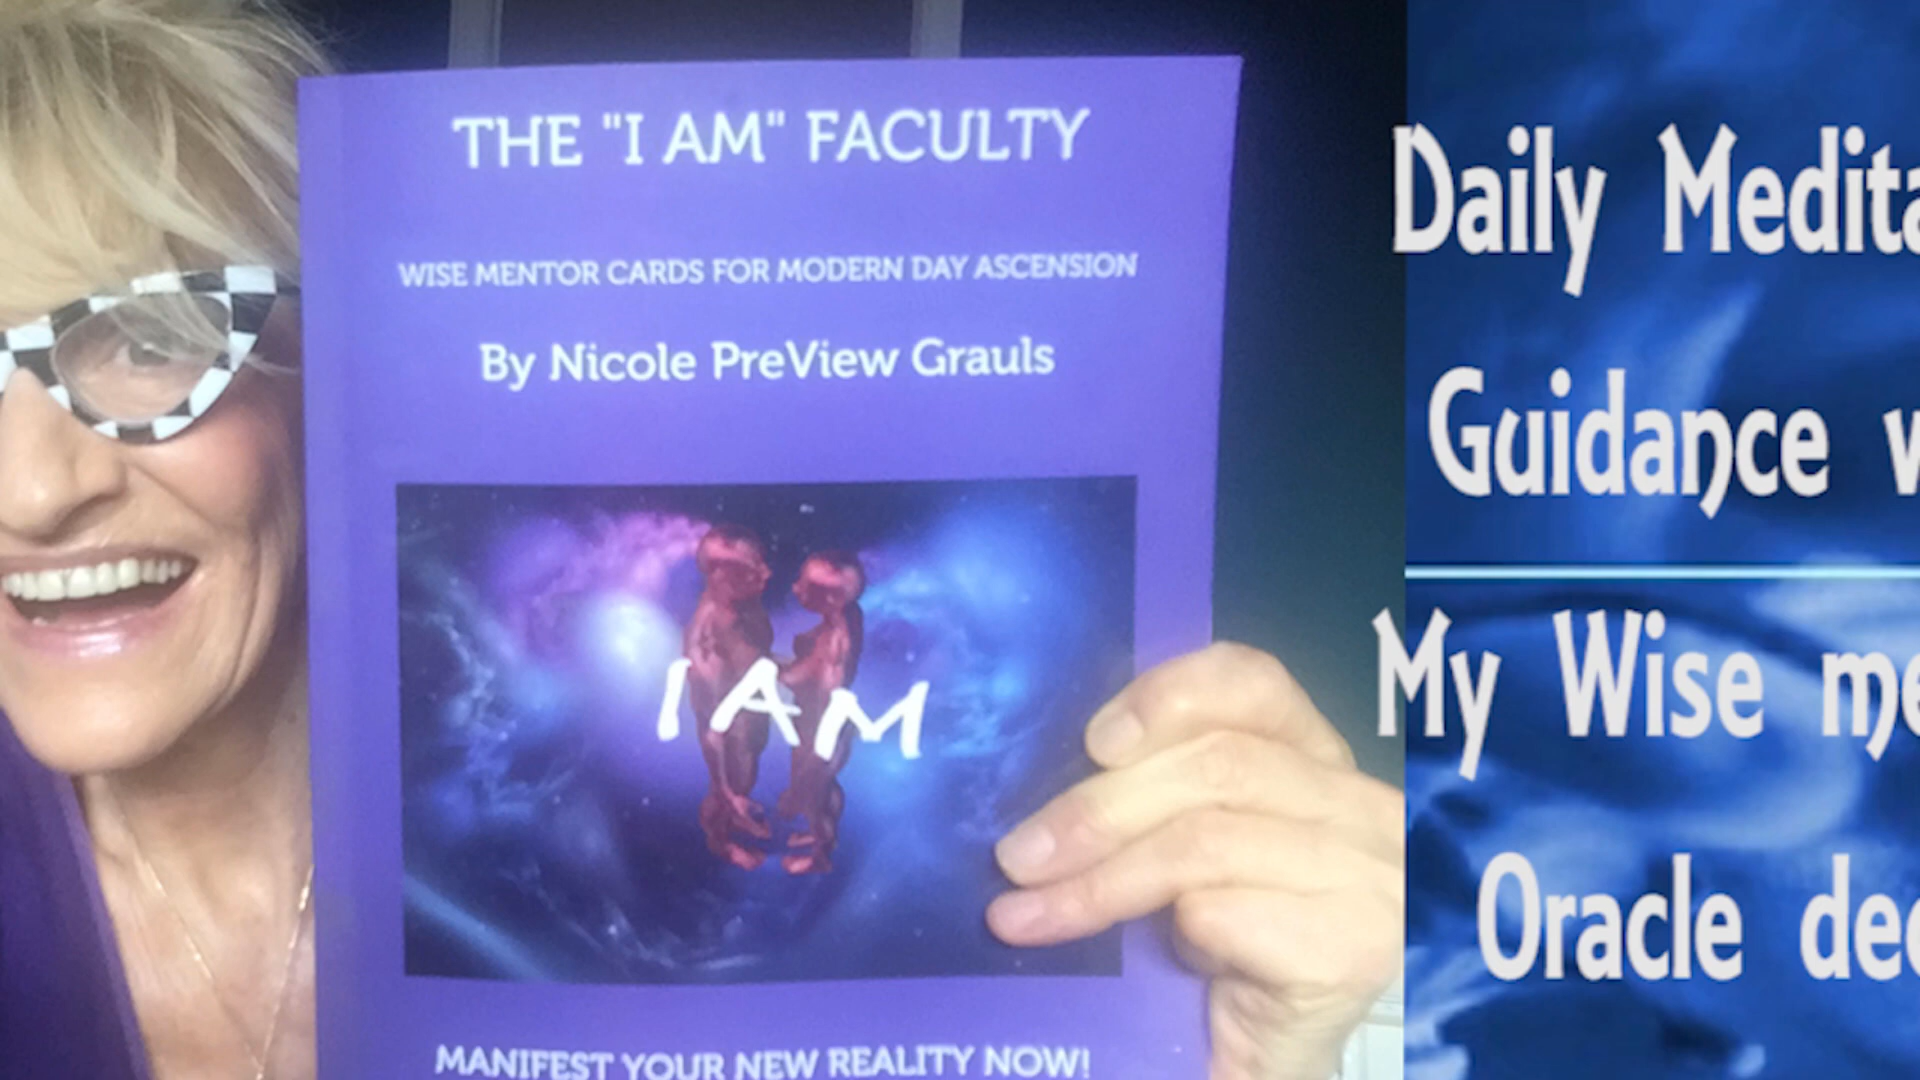 THE "I AM" FACULTY
WISE MENTOR CARDS FOR MODERN DAY ASCENSION
By Nicole PreView Grauls
I AM
MANIFEST YOUR NEW REALITY NOW!
Daily
Guidance
My Wise
Oracle